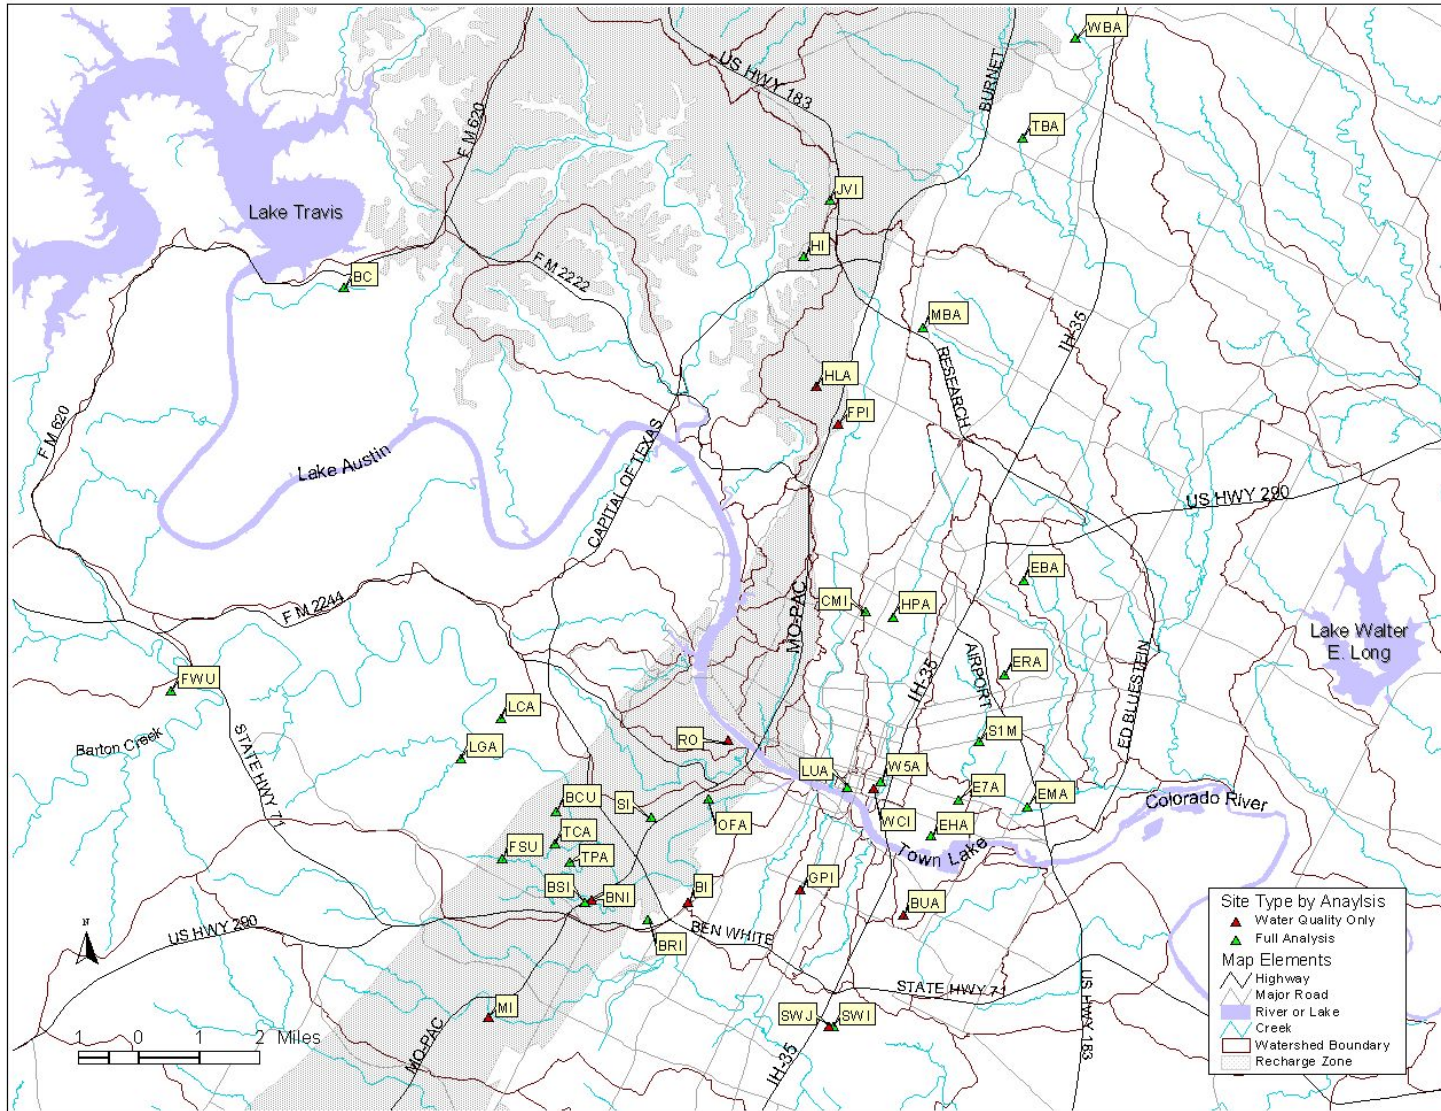 WBA
US HWY 183
BURNET
F M 620
TBA
JVI
Lake Travis
HI
F M 2222
BC
IH-35
MBA
RESEARCH
HLA
FPI
F M 620
CAPITAL OF TEXAS
Lake Austin
US HWY 290
EBA
F M 2244
CMI
HPA
MO-PAC
Lake Walter
E. Long
AIRPORT
ERA
IH-35
ED BLUESTEIN
FWU
LCA
Barton Creek
STATE HWY 71
LGA
RO
S1M
LUA
W5A
E7A
EMA
Colorado River
BCU
SI
OFA
WCI
EHA
Town Lake
TCA
FSU
TPA
BSI
BNI
BI
GPI
BUA
US HWY 290
BRI
BEN WHITE
STATE HWY 71
US HWY 183
N
MI
MO-PAC
SWJ
SWI
IH-35
1 0 1 2 Miles
Site Type by Anaylsis
Water Quality Only
Full Analysis
Map Elements
Highway
Major Road
River or Lake
Creek
Watershed Boundary
Recharge Zone